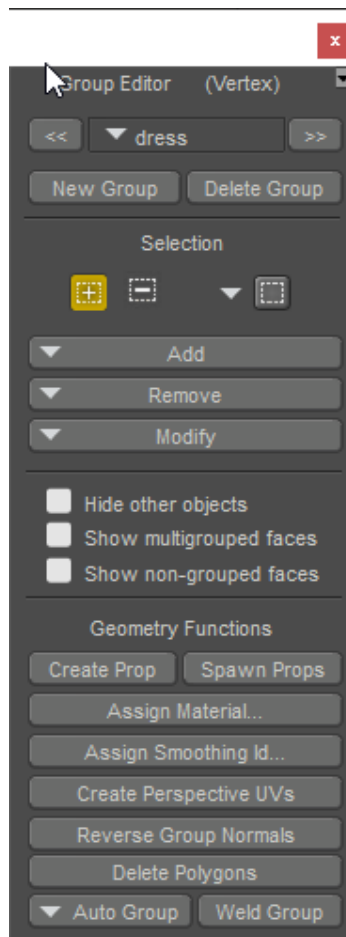 x
Group Editor (Vertex)
<< dress >>
New Group Delete Group
Selection
Add
Remove
Modify
Hide other objects
Show multigrouped faces
Show non-grouped faces
Geometry Functions
Create Prop Spawn Props
Assign Material...
Assign Smoothing Id...
Create Perspective UVs
Reverse Group Normals
Delete Polygons
Auto Group Weld Group